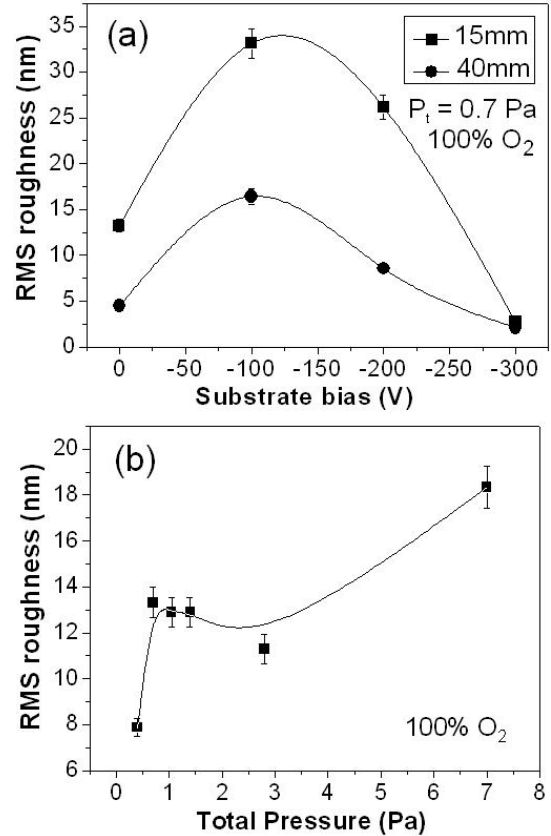 (a)
15mm
40mm
Pt = 0.7 Pa
100% O2
RMS roughness (nm)
35
30
25
20
15
10
5
0
0 -50 -100 -150 -200 -250 -300
Substrate bias (V)
(b)
RMS roughness (nm)
20
18
16
14
12
10
8
6
100% O2
0 1 2 3 4 5 6 7 8
Total Pressure (Pa)